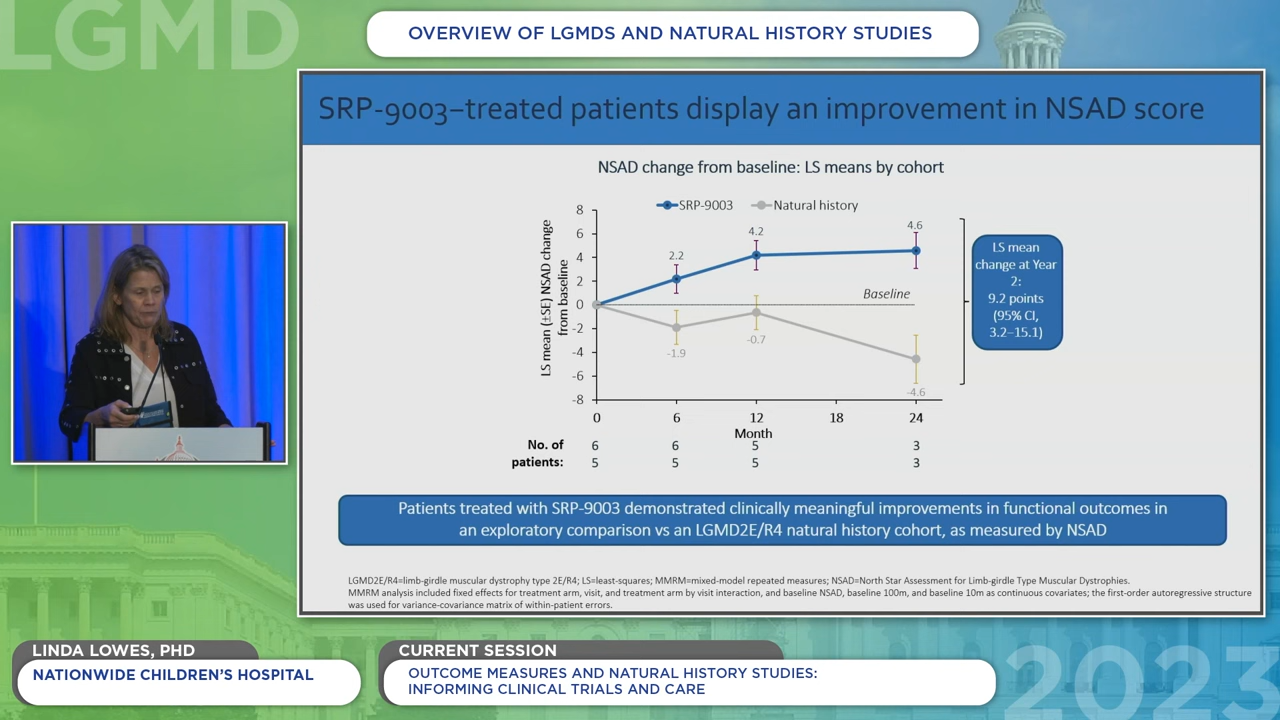 LGMD
OVERVIEW OF LGMDS AND NATURAL HISTORY STUDIES
SRP-9003–treated patients display an improvement in NSAD score
NSAD change from baseline: LS means by cohort
SRP-9003 Natural history
LS mean (±SE) NSAD change
from baseline
8
6
4
2
0
-2
-4
-6
-8
2.2
4.2
4.6
Baseline
-1.9
-0.7
-4.6
0 6 12 18 24
Month
No. of
patients:
6 6 5 3
5 5 5 3
LS mean
change at Year
2:
9.2 points
(95% CI,
3.2–15.1)
Patients treated with SRP-9003 demonstrated clinically meaningful improvements in functional outcomes in
an exploratory comparison vs an LGMD2E/R4 natural history cohort, as measured by NSAD
LGMD2E/R4=limb-girdle muscular dystrophy type 2E/R4; LS=least-squares; MMRM=mixed-model repeated measures; NSAD=North Star Assessment for Limb-girdle Type Muscular Dystrophies.
MMRM analysis included fixed effects for treatment arm, visit, and treatment arm by visit interaction, and baseline NSAD, baseline 100m, and baseline 10m as continuous covariates; the first-order autoregressive structure
was used for variance-covariance matrix of within-patient errors.
LINDA LOWES, PHD
NATIONWIDE CHILDREN'S HOSPITAL
CURRENT SESSION
OUTCOME MEASURES AND NATURAL HISTORY STUDIES:
INFORMING CLINICAL TRIALS AND CARE
2023